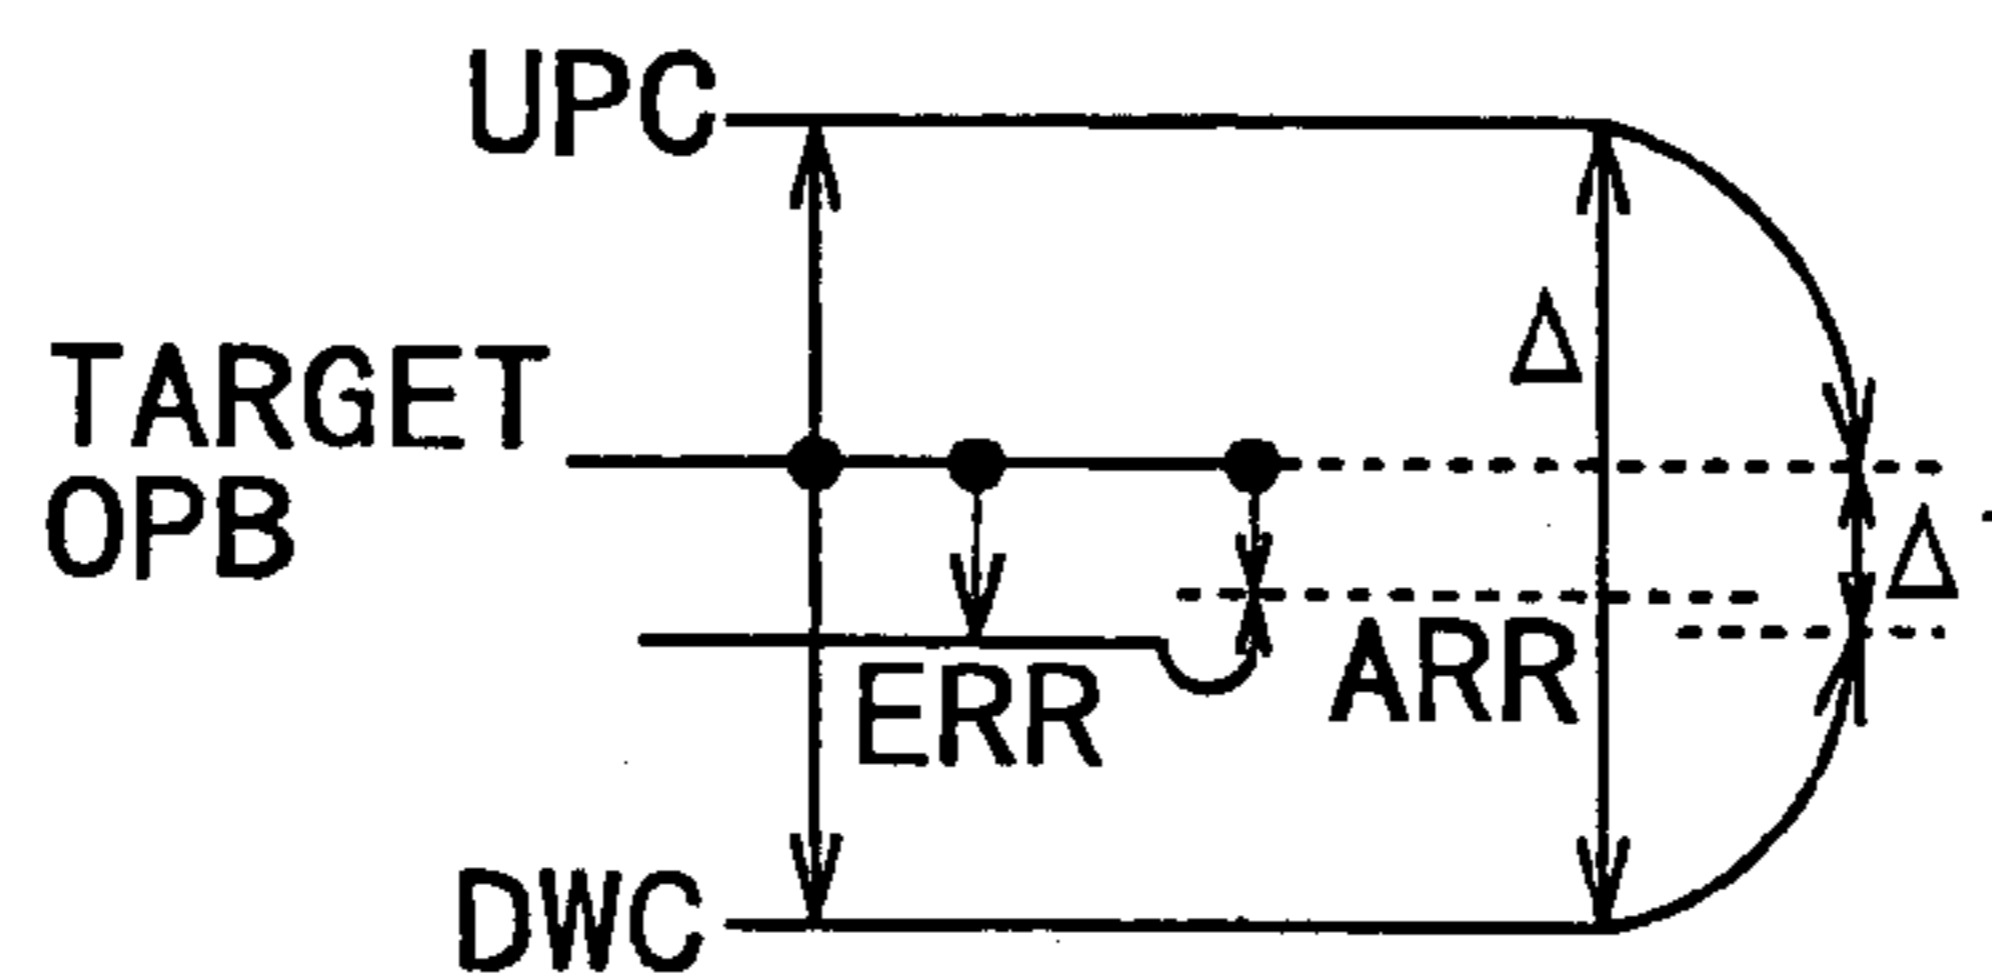 UPC
TARGET
OPB
Δ
Δ
ERR
ARR
DWC